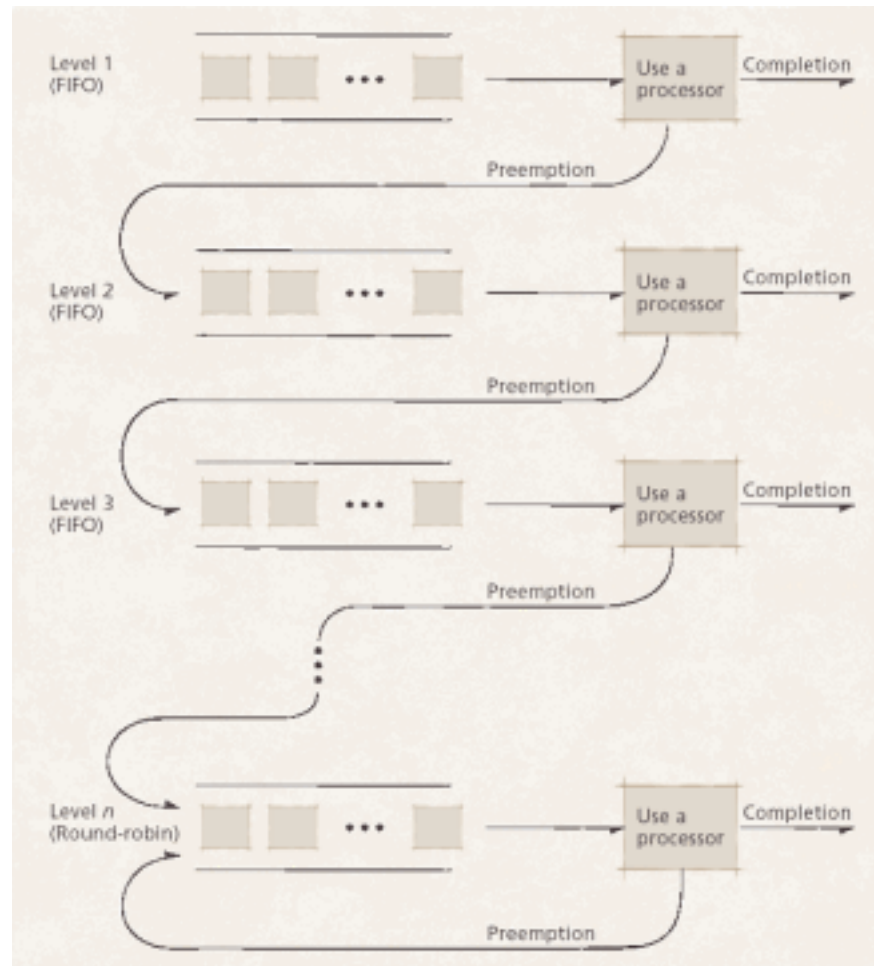 Level 1
(FIFO)
Use a
processor
Completion
Preemption
Level 2
(FIFO)
Use a
processor
Completion
Preemption
Level 3
(FIFO)
Use a
processor
Completion
Preemption
Level n
(Round-robin)
Use a
processor
Completion
Preemption